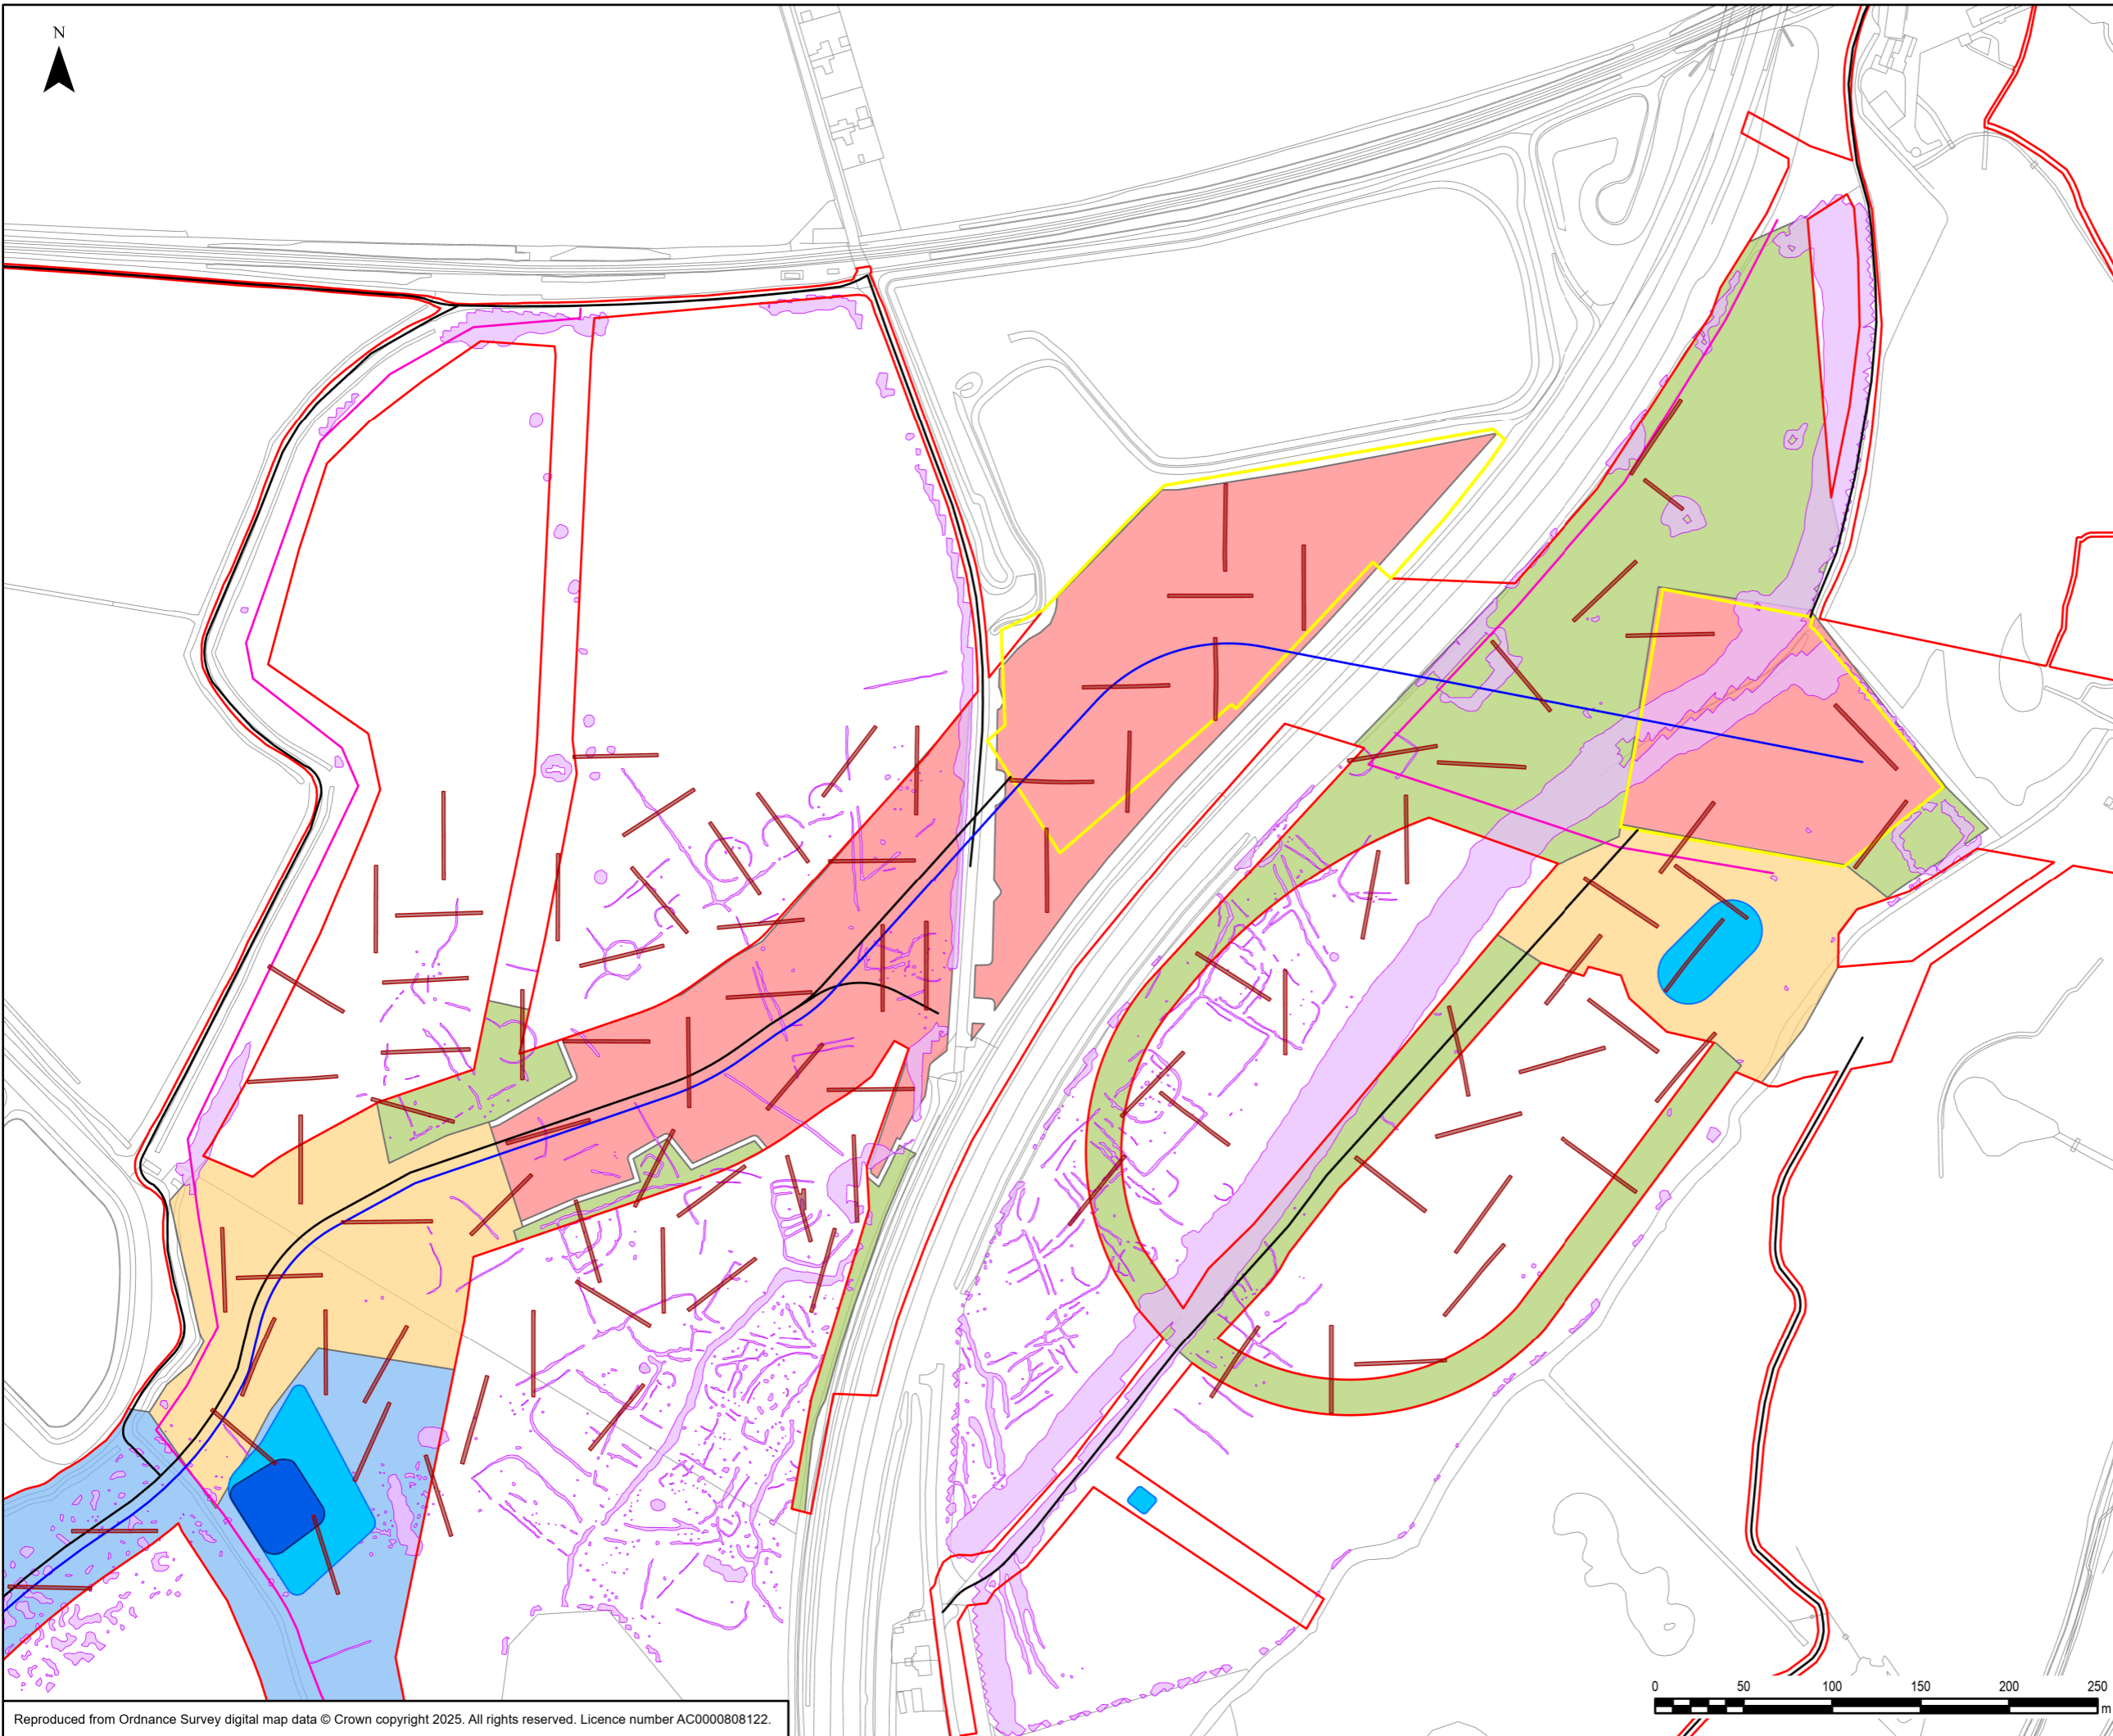 N
0 50 100 150 200 250
m
Reproduced from Ordnance Survey digital map data © Crown copyright 2025. All rights reserved. Licence number AC0000808122.